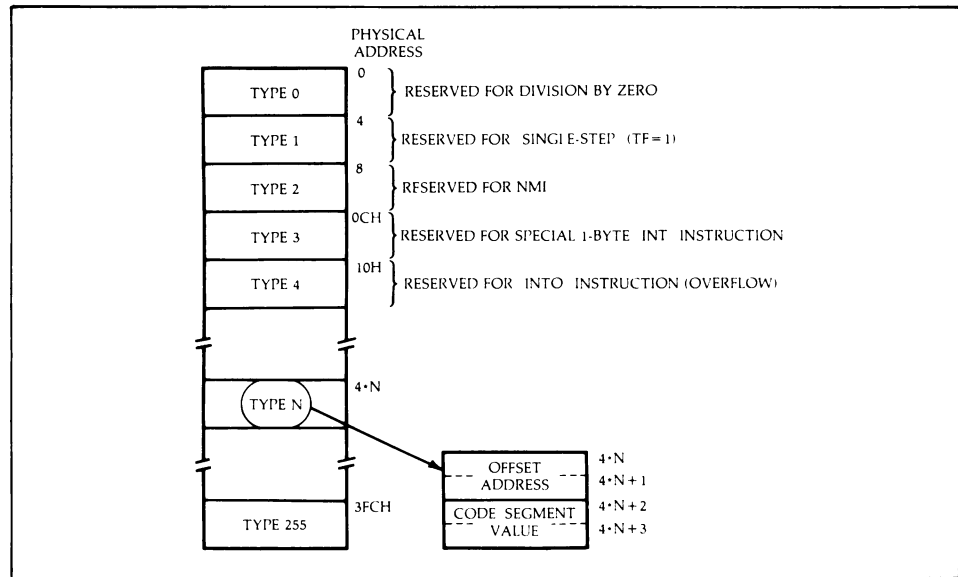 PHYSICAL
ADDRESS
0
TYPE 0
RESERVED FOR DIVISION BY ZERO
4
TYPE 1
RESERVED FOR SINGLE-STEP (TF=1)
8
TYPE 2
RESERVED FOR NMI
0CH
TYPE 3
RESERVED FOR SPECIAL 1-BYTE INT INSTRUCTION
10H
TYPE 4
RESERVED FOR INTO INSTRUCTION (OVERFLOW)
4•N
TYPE N
OFFSET
ADDRESS
4•N
4•N+1
CODE SEGMENT
VALUE
4•N+2
4•N+3
3FCH
TYPE 255